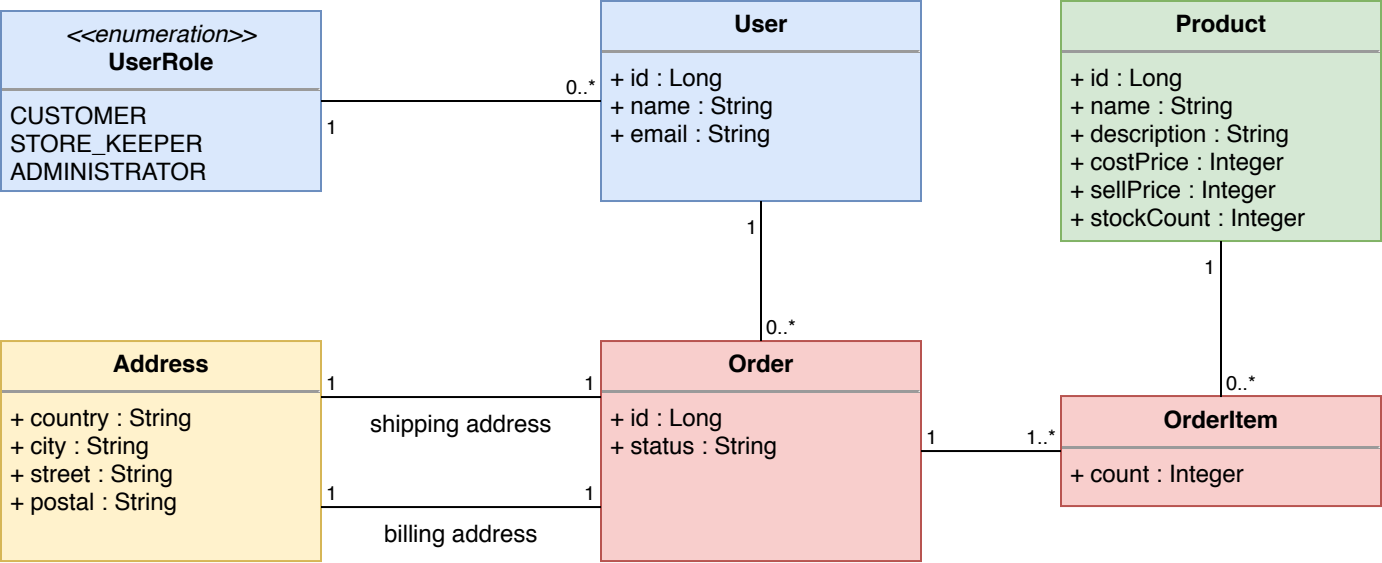 <<enumeration>>
UserRole
CUSTOMER
STORE_KEEPER
ADMINISTRATOR
1
0..*
User
+ id : Long
+ name : String
+ email : String
1
0..*
Product
+ id : Long
+ name : String
+ description : String
+ costPrice : Integer
+ sellPrice : Integer
+ stockCount : Integer
1
0..*
Address
+ country : String
+ city : String
+ street : String
+ postal : String
1
1
shipping address
1
1
billing address
Order
+ id : Long
+ status : String
1
1..*
OrderItem
+ count : Integer